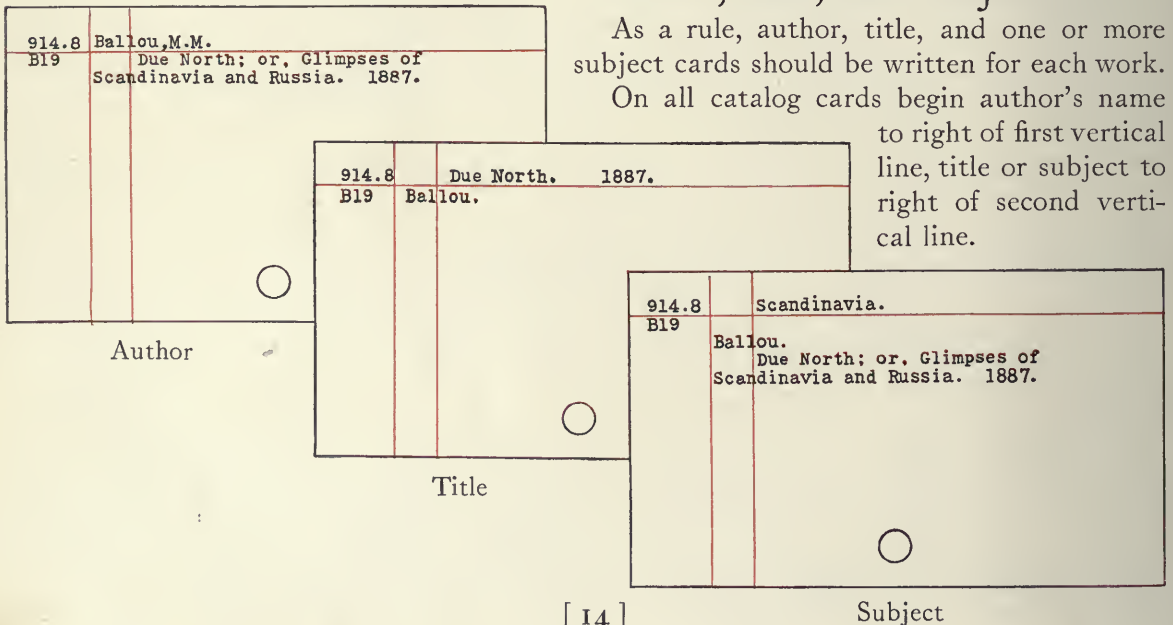 As a rule, author, title, and one or more
subject cards should be written for each work.
On all catalog cards begin author's name
to right of first vertical
line, title or subject to
right of second verti-
cal line.
914.8 Ballou,M.M.
B19 Due North; or, Glimpses of
Scandinavia and Russia. 1887.
Author
914.8 Due North. 1887.
B19 Ballou.
Title
914.8 Scandinavia.
B19
Ballou.
Due North; or, Glimpses of
Scandinavia and Russia. 1887.
Subject
[ 14 ]